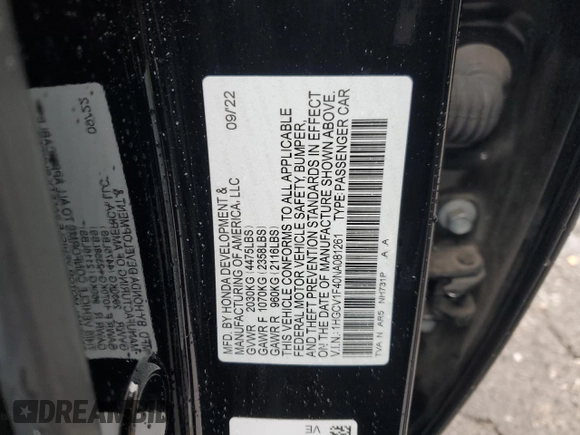 09/22
MFD. BY HONDA DEVELOPMENT &
MANUFACTURING OF AMERICA, LLC
GVWR 2030KG (4475LBS)
GAWR F 1070KG (2358LBS)
GAWR R 960KG (2116LBS)
THIS VEHICLE CONFORMS TO ALL APPLICABLE
FEDERAL MOTOR VEHICLE SAFETY, BUMPER,
AND THEFT PREVENTION STANDARDS IN EFFECT
ON THE DATE OF MANUFACTURE SHOWN ABOVE.
V.I.N.:1HGCV1F40NA081261 TYPE:PASSENGER CAR
TVA N AR5 NH731P A A
DREAMBID